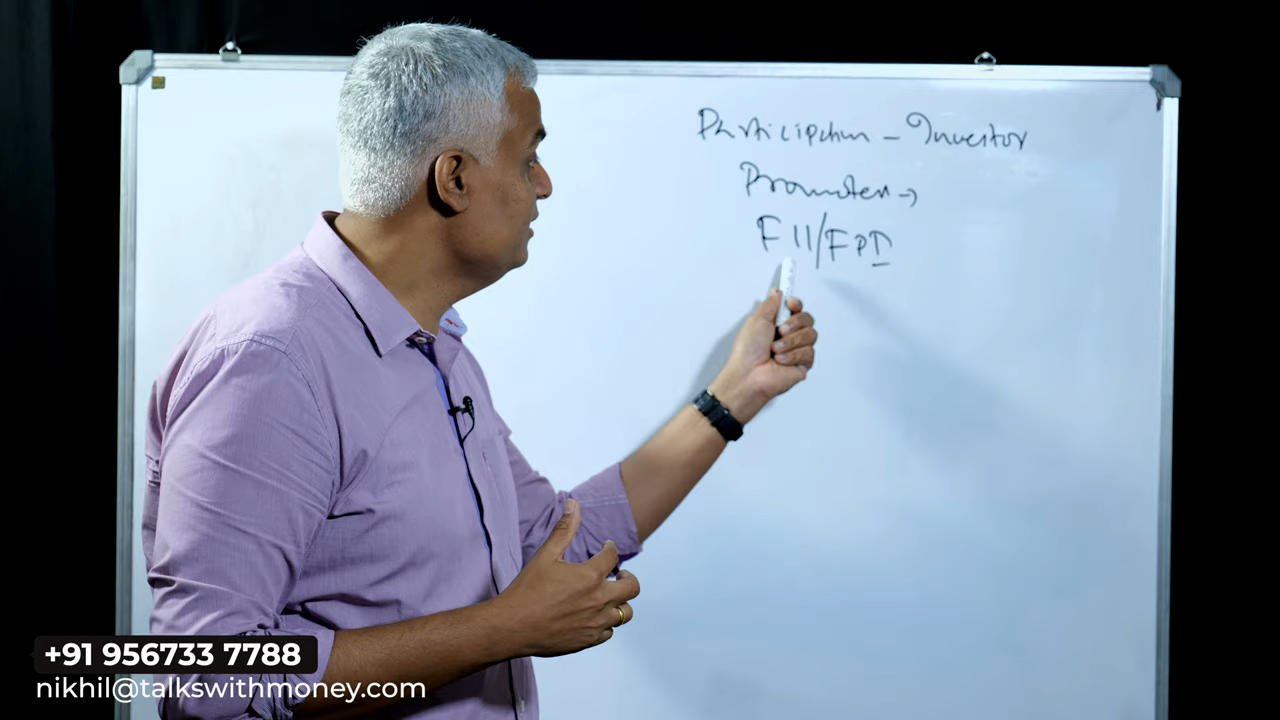 Participation - Investor
Promoter →
FII/FPI
+91 956733 7788
nikhil@talkswithmoney.com